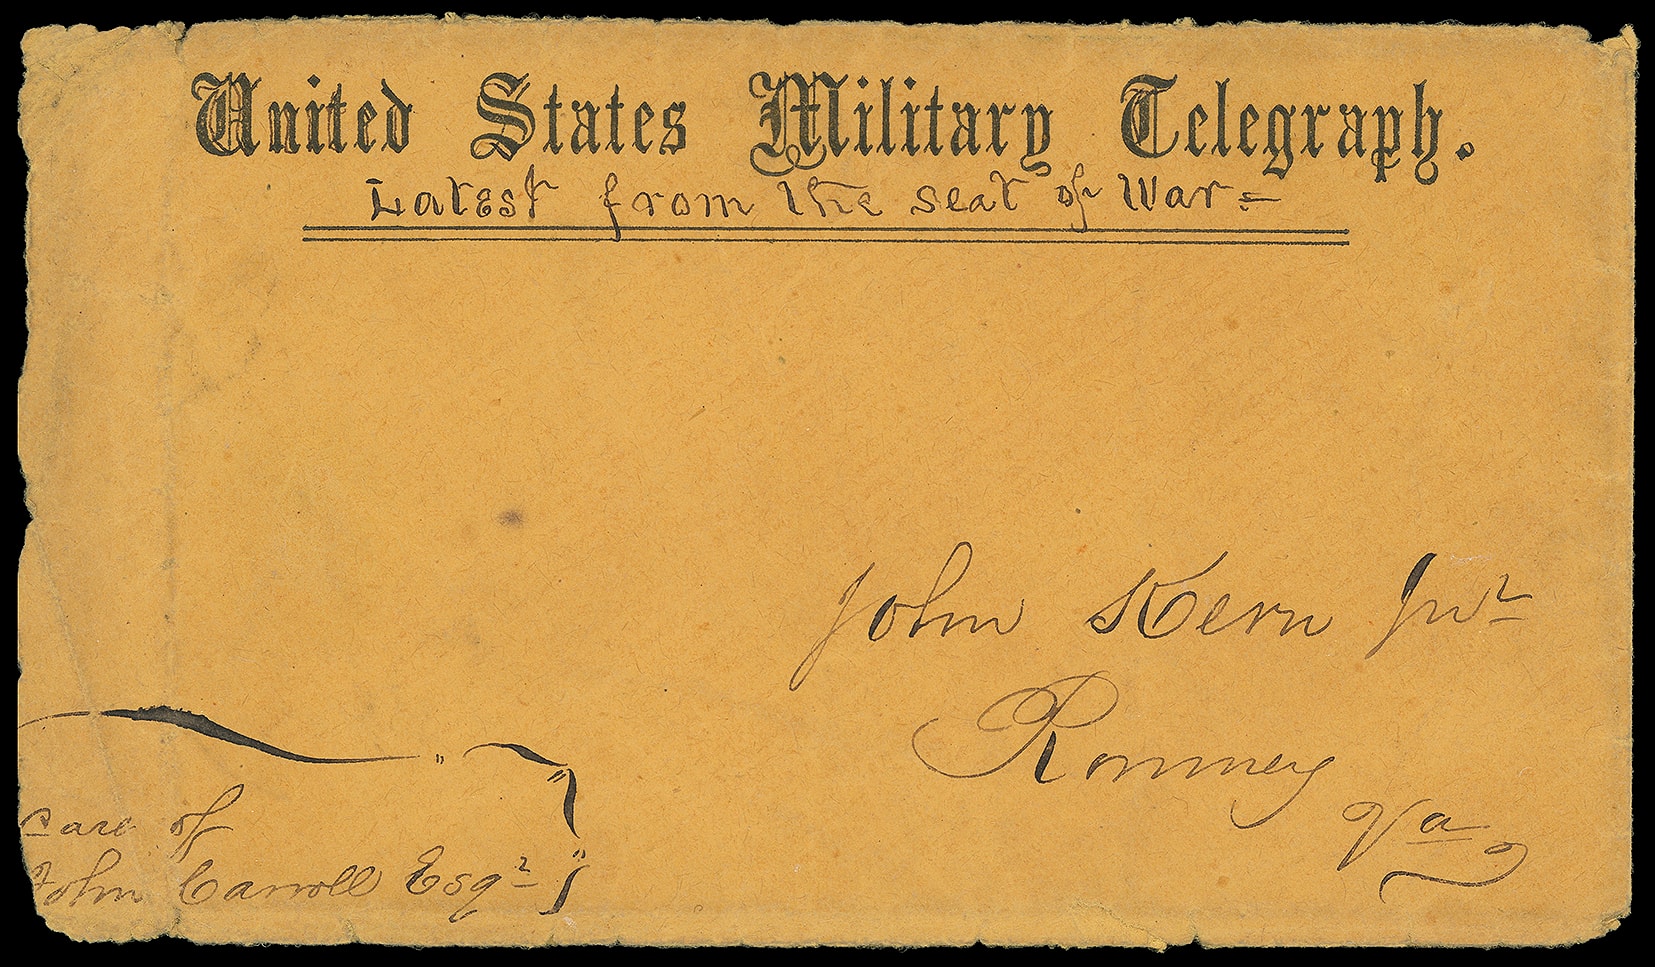 United States Military Telegraph.
Latest from the seat of War =
John Kern Jnr
Romney
Va
care of
John Carroll Esqr